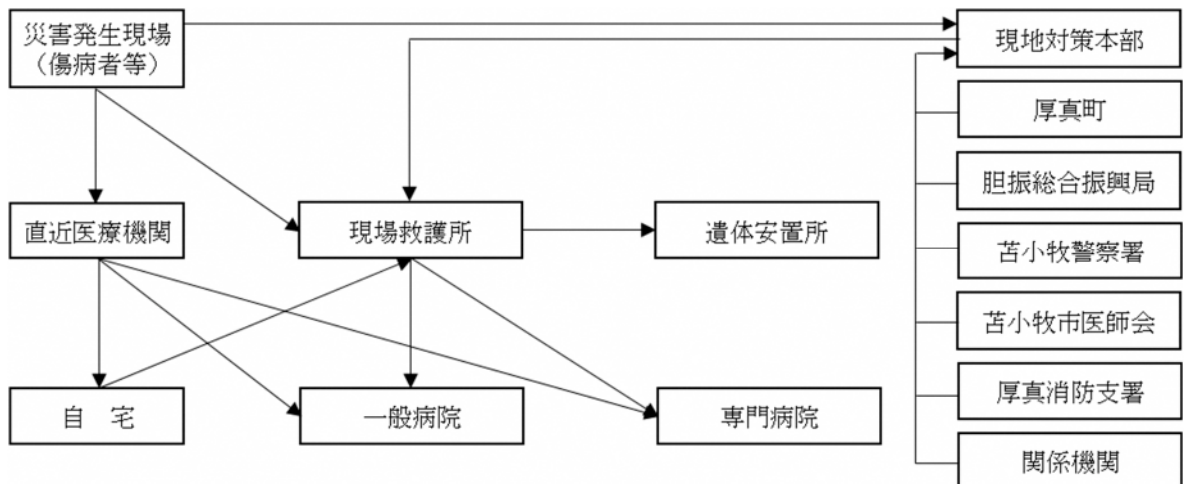 災害発生現場
（傷病者等）
現地対策本部
厚真町
胆振総合振興局
直近医療機関
現場救護所
遺体安置所
苫小牧警察署
苫小牧市医師会
厚真消防支署
自　宅
一般病院
専門病院
関係機関